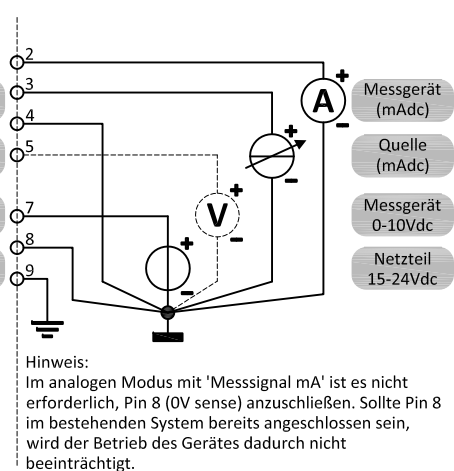 2
3
4
5
7
8
9
A
V
+
-
+
-
+
-
+
-
Messgerät
(mAdc)
Quelle
(mAdc)
Messgerät
0-10Vdc
Netzteil
15-24Vdc
Hinweis:
Im analogen Modus mit 'Messsignal mA' ist es nicht
erforderlich, Pin 8 (0V sense) anzuschließen. Sollte Pin 8
im bestehenden System bereits angeschlossen sein,
wird der Betrieb des Gerätes dadurch nicht
beeinträchtigt.